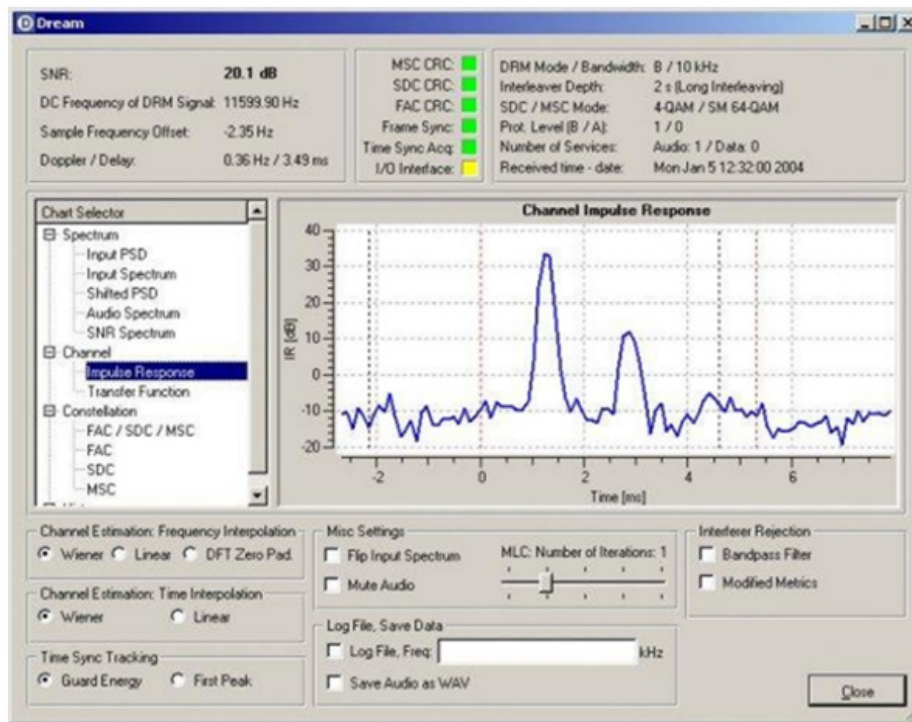 Dream
SNR: 20.1 dB
DC Frequency of DRM Signal: 11599.90 Hz
Sample Frequency Offset: -2.35 Hz
Doppler / Delay: 0.36 Hz / 3.49 ms
MSC CRC:
SDC CRC:
FAC CRC:
Frame Sync:
Time Sync Acq:
I/O Interface:
DRM Mode / Bandwidth: B / 10 kHz
Interleaver Depth: 2 s (Long Interleaving)
SDC / MSC Mode: 4-QAM / SM 64-QAM
Prot. Level (B / A): 1 / 0
Number of Services: Audio: 1 / Data: 0
Received time - date: Mon Jan 5 12:32:00 2004
Chart Selector
Spectrum
Input PSD
Input Spectrum
Shifted PSD
Audio Spectrum
SNR Spectrum
Channel
Impulse Response
Transfer Function
Constellation
FAC / SDC / MSC
FAC
SDC
MSC
Channel Impulse Response
IR [dB]
40
30
20
10
0
-10
-20
-2 0 2 4 6
Time [ms]
Channel Estimation: Frequency Interpolation
Wiener Linear DFT Zero Pad.
Channel Estimation: Time Interpolation
Wiener Linear
Time Sync Tracking
Guard Energy First Peak
Misc Settings
Flip Input Spectrum
Mute Audio
MLC: Number of Iterations: 1
Log File, Save Data
Log File, Freq: kHz
Save Audio as WAV
Interferer Rejection
Bandpass Filter
Modified Metrics
Close